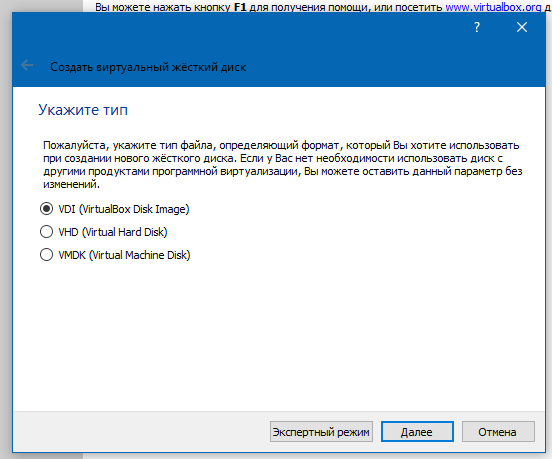 Вы можете нажать кнопку F1 для получения помощи, или посетить www.virtualbox.org д
?
Создать виртуальный жёсткий диск
Укажите тип
Пожалуйста, укажите тип файла, определяющий формат, который Вы хотите использовать
при создании нового жёсткого диска. Если у Вас нет необходимости использовать диск с
другими продуктами программной виртуализации, Вы можете оставить данный параметр без
изменений.
VDI (VirtualBox Disk Image)
VHD (Virtual Hard Disk)
VMDK (Virtual Machine Disk)
Экспертный режим Далее Отмена